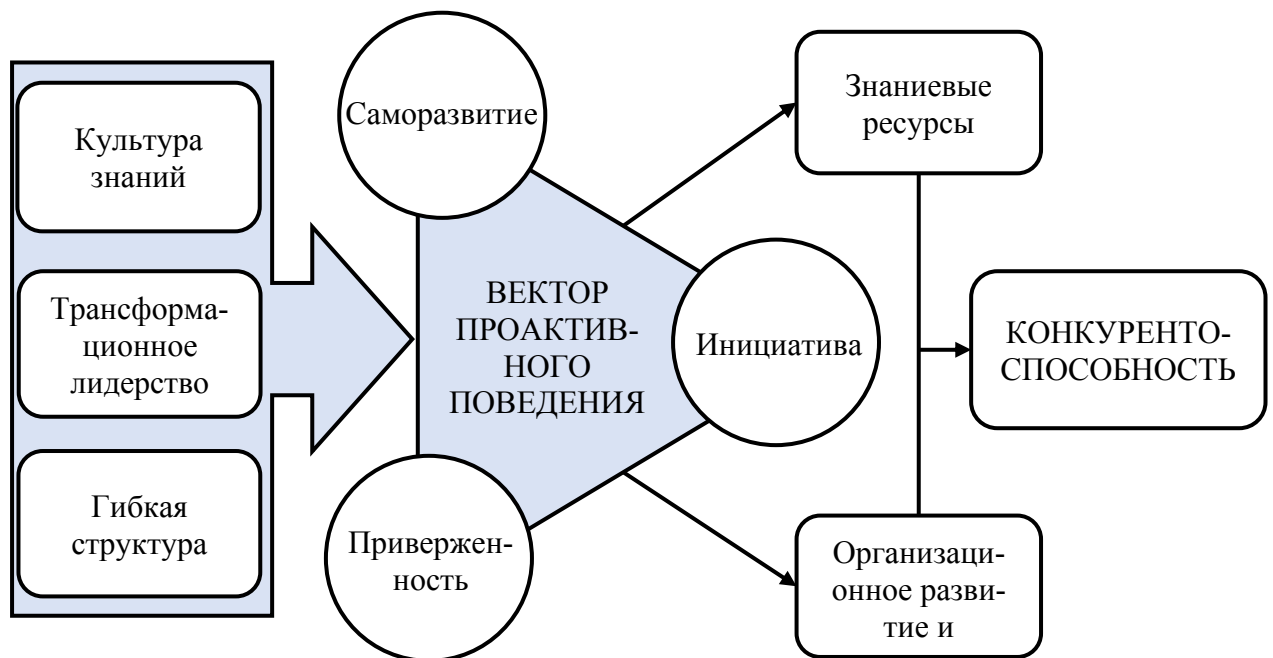 Культура
знаний
Трансформа-
ционное
лидерство
Гибкая
структура
Саморазвитие
ВЕКТОР
ПРОАКТИВ-
НОГО
ПОВЕДЕНИЯ
Инициатива
Привержен-
ность
Знаниевые
ресурсы
КОНКУРЕНТО-
СПОСОБНОСТЬ
Организаци-
онное разви-
тие и